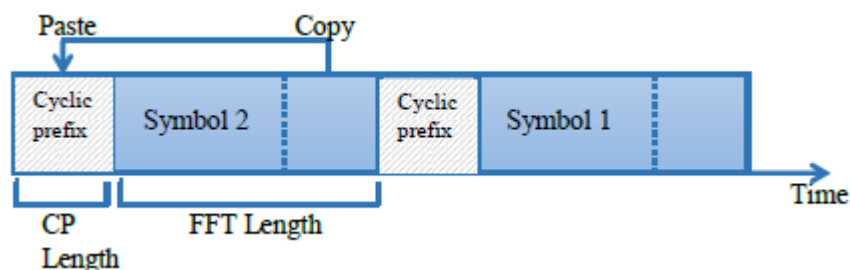 Paste
Copy
Cyclic
prefix
Symbol 2
Cyclic
prefix
Symbol 1
Time
CP
Length
FFT Length